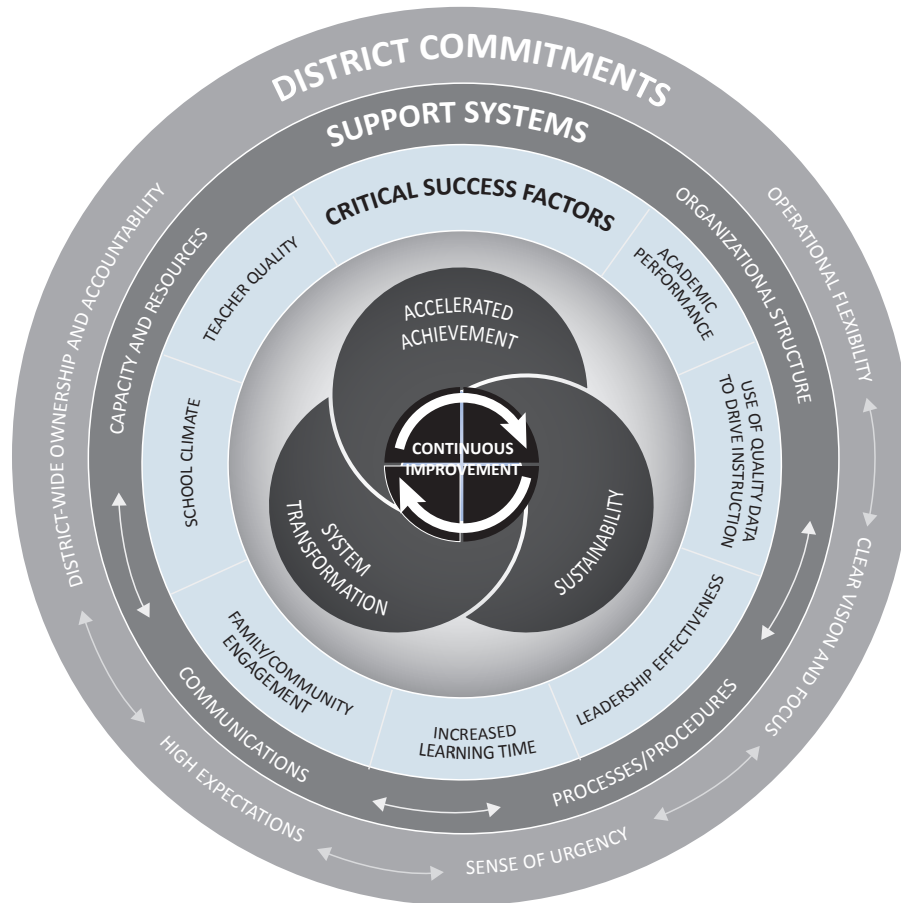 DISTRICT COMMITMENTS
OPERATIONAL FLEXIBILITY
CLEAR VISION AND FOCUS
SENSE OF URGENCY
HIGH EXPECTATIONS
DISTRICT-WIDE OWNERSHIP AND ACCOUNTABILITY
SUPPORT SYSTEMS
ORGANIZATIONAL STRUCTURE
PROCESSES/PROCEDURES
COMMUNICATIONS
CAPACITY AND RESOURCES
CRITICAL SUCCESS FACTORS
ACADEMIC
PERFORMANCE
USE OF QUALITY DATA
TO DRIVE INSTRUCTION
LEADERSHIP EFFECTIVENESS
INCREASED
LEARNING TIME
FAMILY/COMMUNITY
ENGAGEMENT
SCHOOL CLIMATE
TEACHER QUALITY
ACCELERATED
ACHIEVEMENT
SUSTAINABILITY
SYSTEM
TRANSFORMATION
CONTINUOUS
IMPROVEMENT